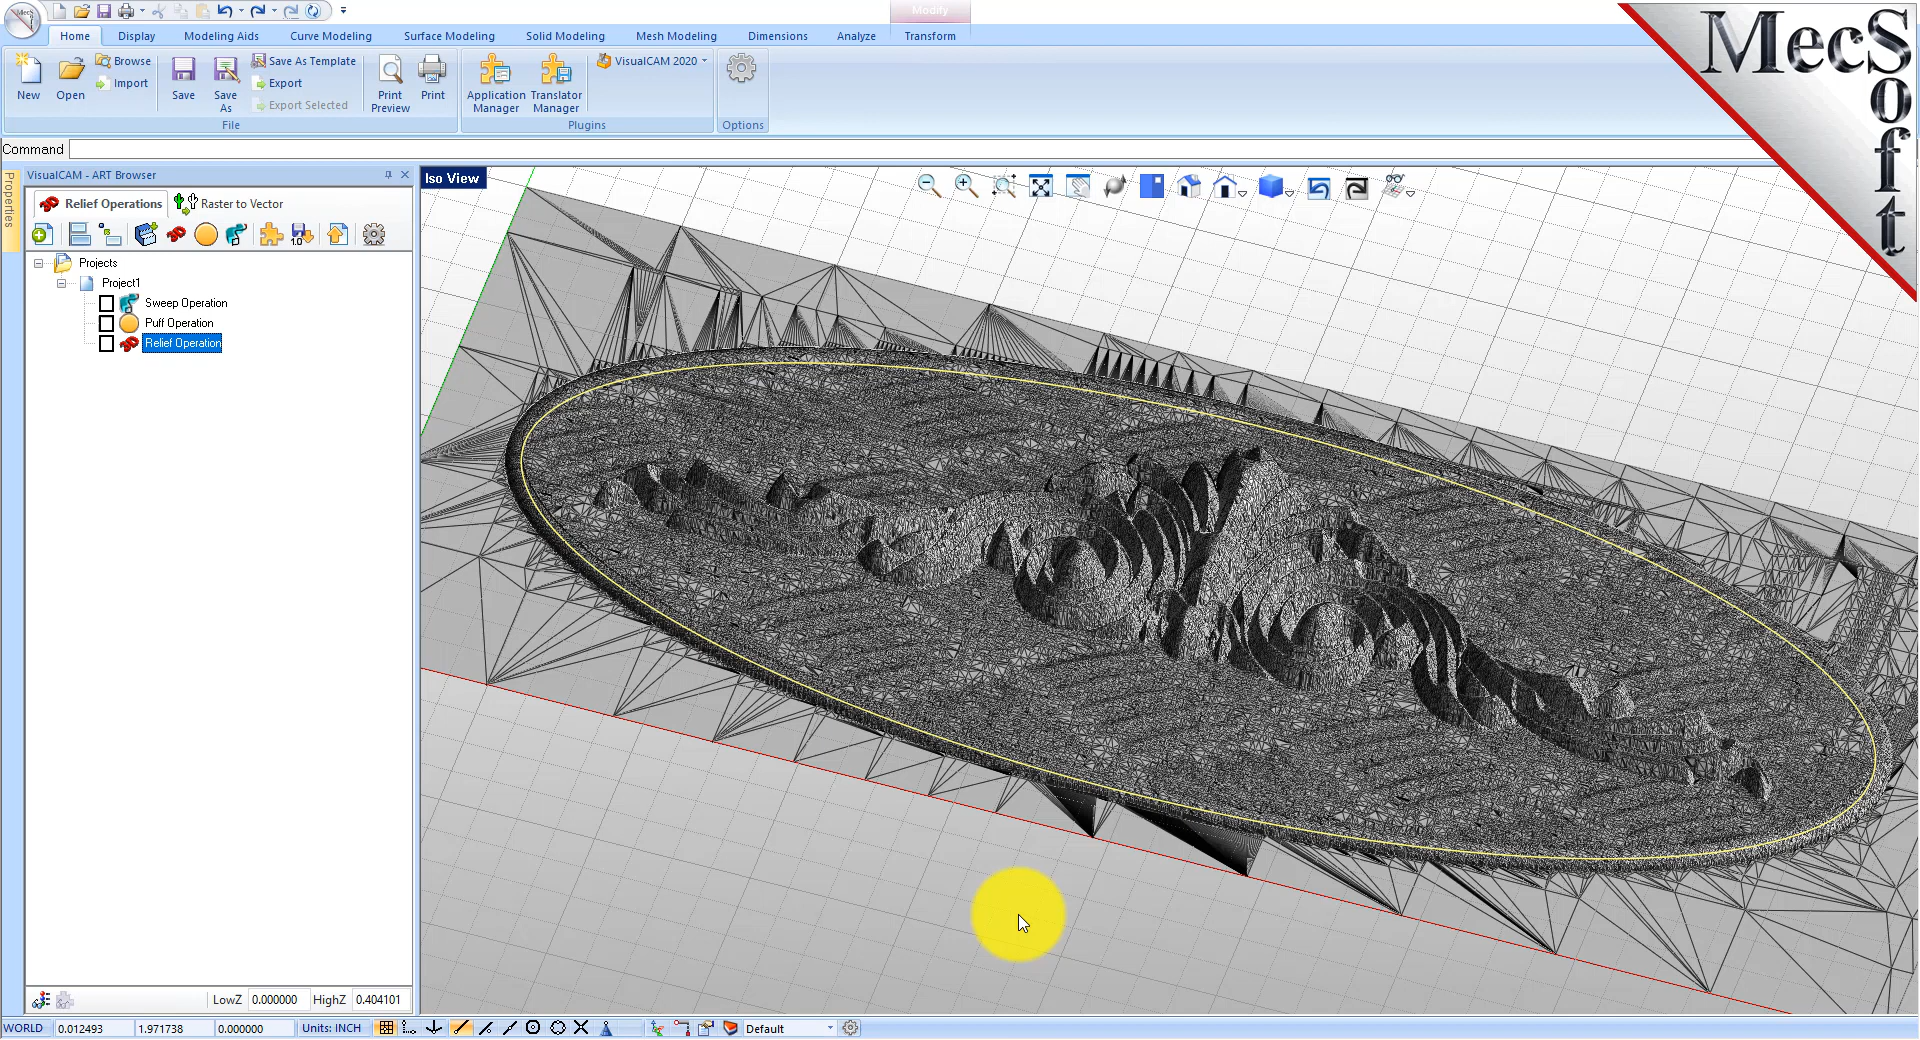 Modify
Home Display Modeling Aids Curve Modeling Surface Modeling Solid Modeling Mesh Modeling Dimensions Analyze Transform
New
Open
Browse
Import
Save
Save As
Save As Template
Export
Export Selected
Print Preview
Print
Application Manager
Translator Manager
VisualCAM 2020
File
Plugins
Options
MecSoft
Command
Properties
VisualCAM - ART Browser
Relief Operations Raster to Vector
1.0
Projects
Project1
Sweep Operation
Puff Operation
Relief Operation
Iso View
LowZ 0.000000 HighZ 0.404101
WORLD 0.012493 1.971738 0.000000 Units: INCH Default